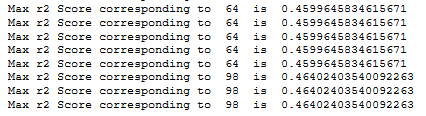 Max r2 Score corresponding to  64  is  0.4599645834615671
Max r2 Score corresponding to  64  is  0.4599645834615671
Max r2 Score corresponding to  64  is  0.4599645834615671
Max r2 Score corresponding to  64  is  0.4599645834615671
Max r2 Score corresponding to  64  is  0.4599645834615671
Max r2 Score corresponding to  98  is  0.46402403540092263
Max r2 Score corresponding to  98  is  0.46402403540092263
Max r2 Score corresponding to  98  is  0.46402403540092263